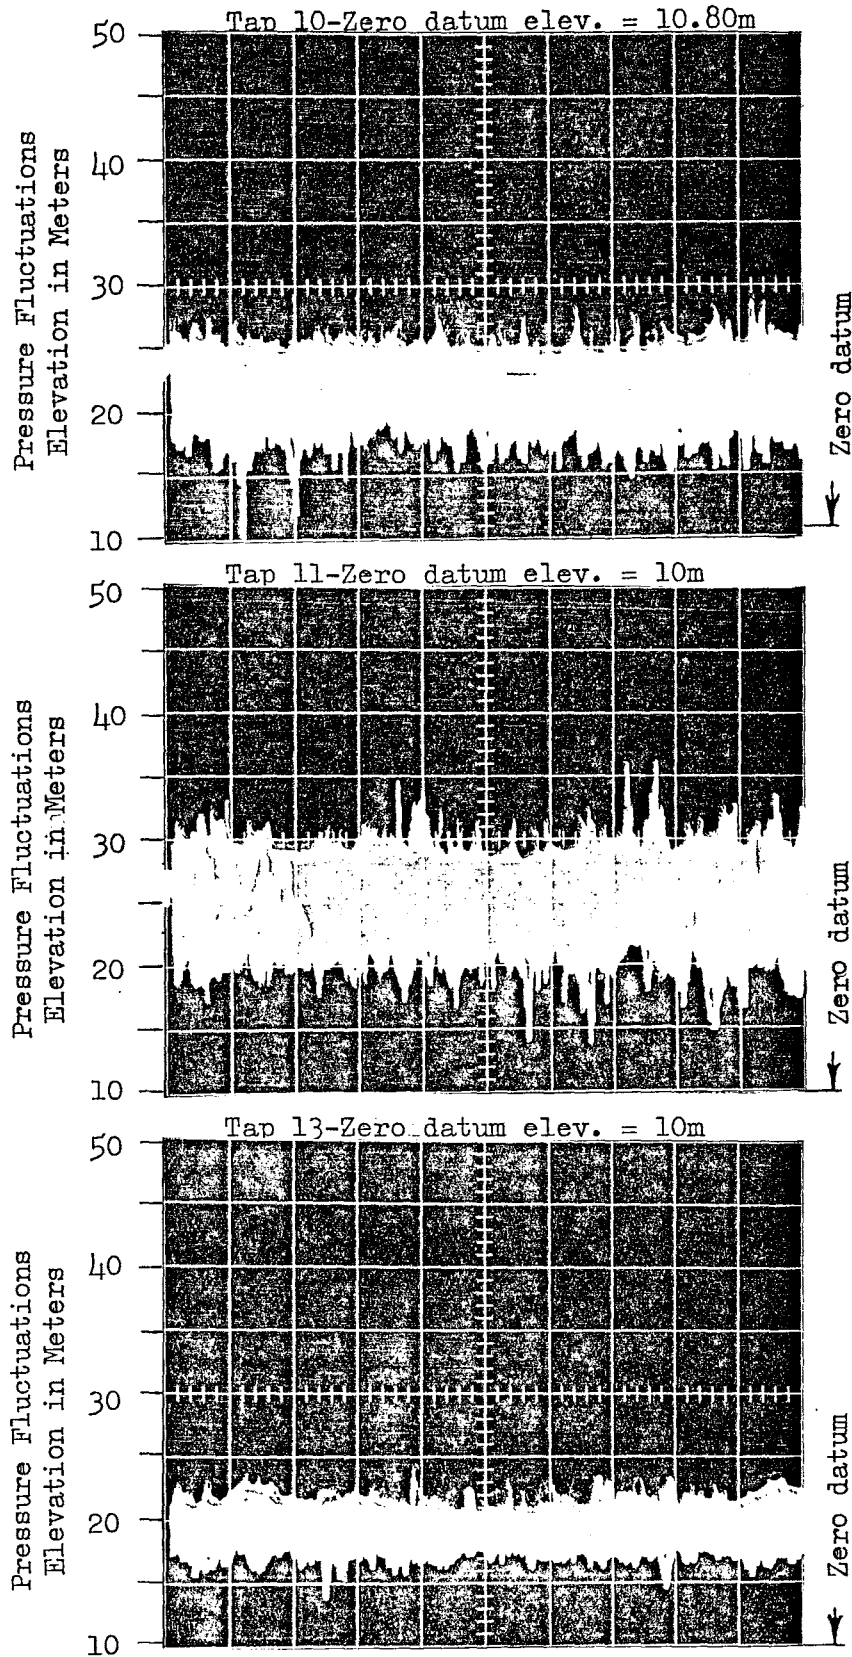 Tap 10-Zero datum elev. = 10.80m
50
40
30
20
10
Pressure Fluctuations
Elevation in Meters
Zero datum
Tap 11-Zero datum elev. = 10m
50
40
30
20
10
Pressure Fluctuations
Elevation in Meters
Zero datum
Tap 13-Zero datum elev. = 10m
50
40
30
20
10
Pressure Fluctuations
Elevation in Meters
Zero datum